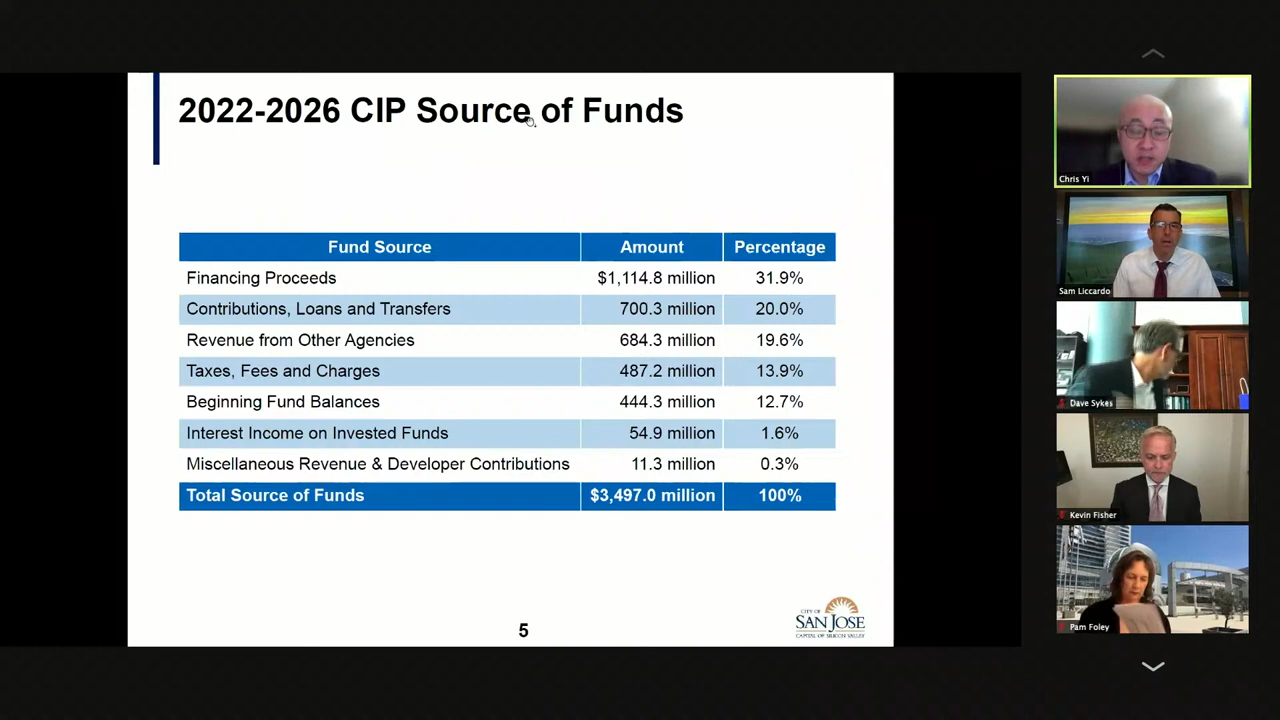 2022-2026 CIP Source of Funds
Fund Source Amount Percentage
Financing Proceeds $1,114.8 million 31.9%
Contributions, Loans and Transfers 700.3 million 20.0%
Revenue from Other Agencies 684.3 million 19.6%
Taxes, Fees and Charges 487.2 million 13.9%
Beginning Fund Balances 444.3 million 12.7%
Interest Income on Invested Funds 54.9 million 1.6%
Miscellaneous Revenue & Developer Contributions 11.3 million 0.3%
Total Source of Funds $3,497.0 million 100%
5
CITY OF
SAN JOSE
CAPITAL OF SILICON VALLEY
Chris Yi
Sam Liccardo
Dave Sykes
Kevin Fisher
Pam Foley